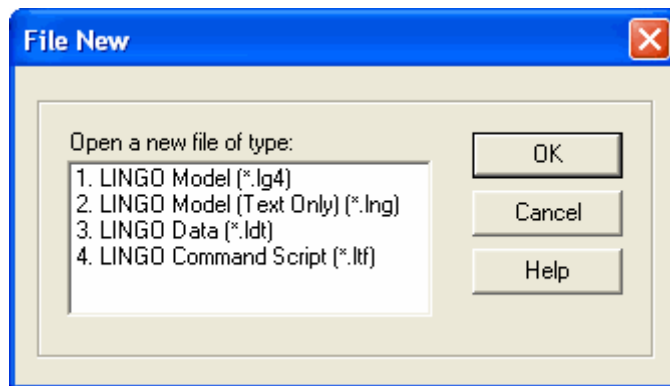 File New
Open a new file of type:
1. LINGO Model (*.lg4)
2. LINGO Model (Text Only) (*.lng)
3. LINGO Data (*.ldt)
4. LINGO Command Script (*.ltf)
OK
Cancel
Help